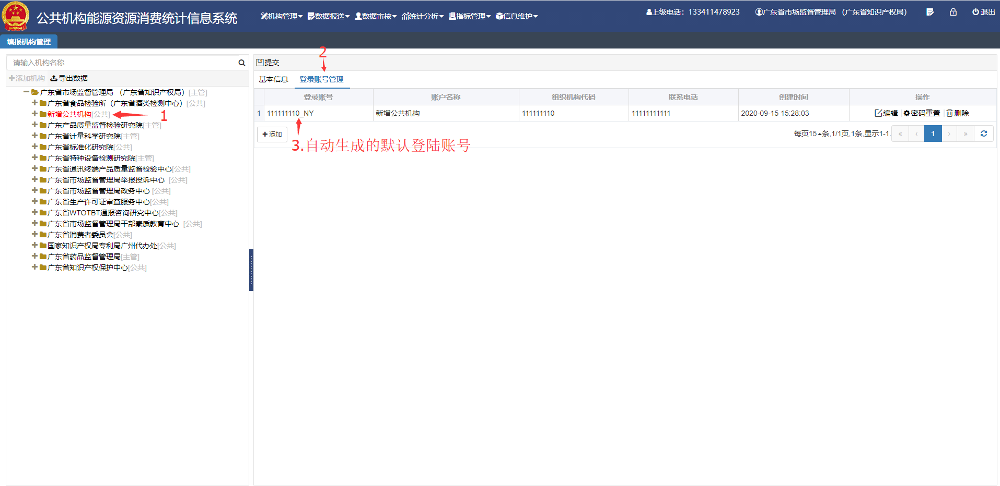 公共机构能源资源消费统计信息系统 机构管理 数据报送 数据审核 统计分析 指标管理 信息维护 上级电话：133411478923 广东省市场监督管理局 （广东省知识产权局） 退出
填报机构管理
请输入机构名称
添加机构 导出数据
广东省市场监督管理局 （广东省知识产权局）[主管]
广东省食品检验所（广东省酒类检测中心）[公共]
新增公共机构[公共] 1
广东产品质量监督检验研究院[主管]
广东省计量科学研究院[主管]
广东省标准化研究院[公共]
广东省特种设备检测研究院[主管]
广东省通讯终端产品质量监督检验中心[公共]
广东省市场监督管理局举报投诉中心 [公共]
广东省市场监督管理局政务中心 [公共]
广东省生产许可证审查服务中心[公共]
广东省WTOTBT通报咨询研究中心[公共]
广东省市场监督管理局干部素质教育中心 [公共]
广东省消费者委员会[公共]
国家知识产权局专利局广州代办处[公共]
广东省药品监督管理局[主管]
广东省知识产权保护中心[公共]
2
提交
基本信息 登录账号管理
登录账号 账户名称 组织机构代码 联系电话 创建时间 操作
1 111111110_NY 新增公共机构 111111110 11111111111 2020-09-15 15:28:03 编辑 密码重置 删除
添加 每页15条,1/1页,1条,显示1-1. « ‹ 1 › »
3.自动生成的默认登陆账号